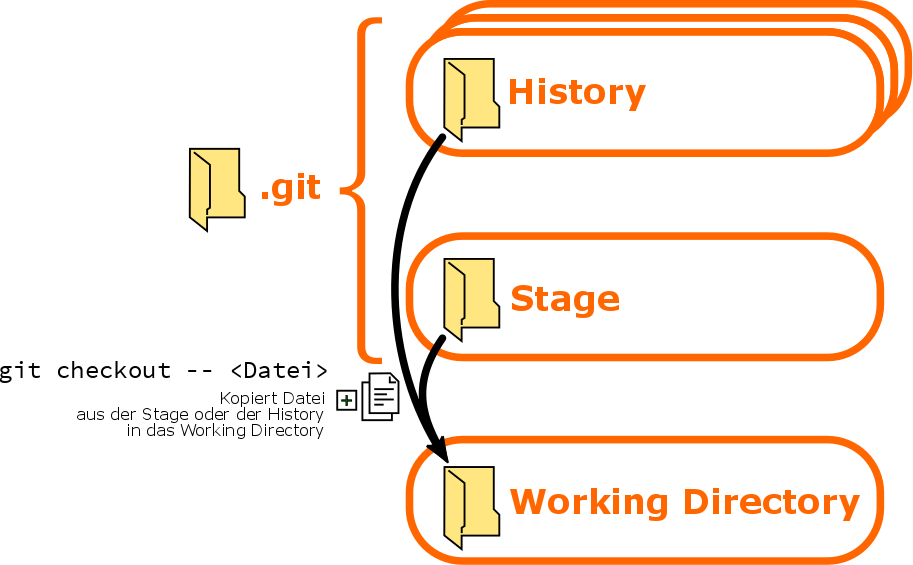 History
.git
Stage
git checkout -- <Datei>
Kopiert Datei
aus der Stage oder der History
in das Working Directory
Working Directory